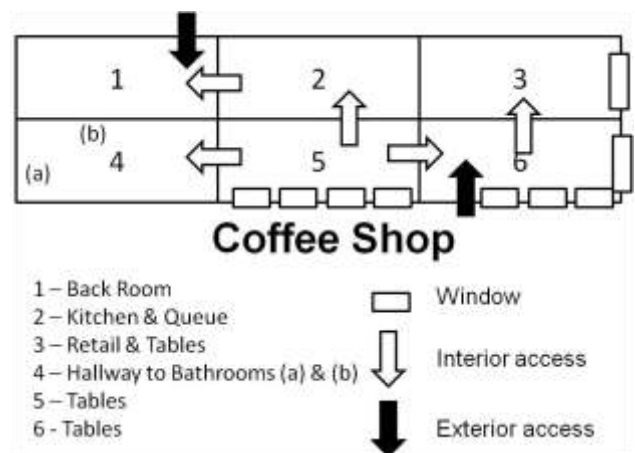 1
2
3
(b)
4
5
6
(a)
Coffee Shop
1 – Back Room
2 – Kitchen & Queue
3 – Retail & Tables
4 – Hallway to Bathrooms (a) & (b)
5 – Tables
6 - Tables
Window
Interior access
Exterior access